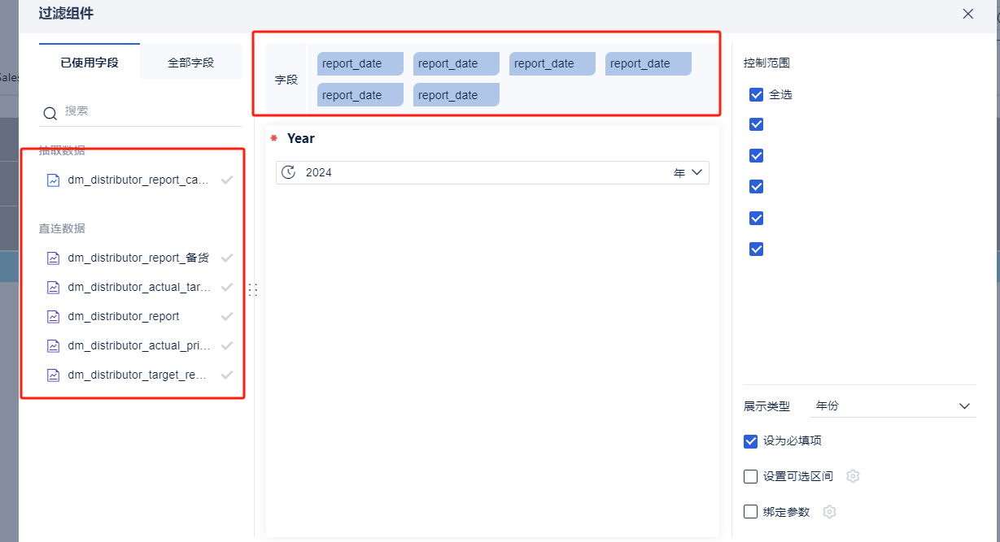 过滤组件
Sales
已使用字段
全部字段
搜索
抽取数据
dm_distributor_report_ca...
直连数据
dm_distributor_report_备货
dm_distributor_actual_tar...
dm_distributor_report
dm_distributor_actual_pri...
dm_distributor_target_re...
字段
report_date report_date report_date report_date
report_date report_date
* Year
2024 年
控制范围
全选
展示类型 年份
设为必填项
设置可选区间
绑定参数